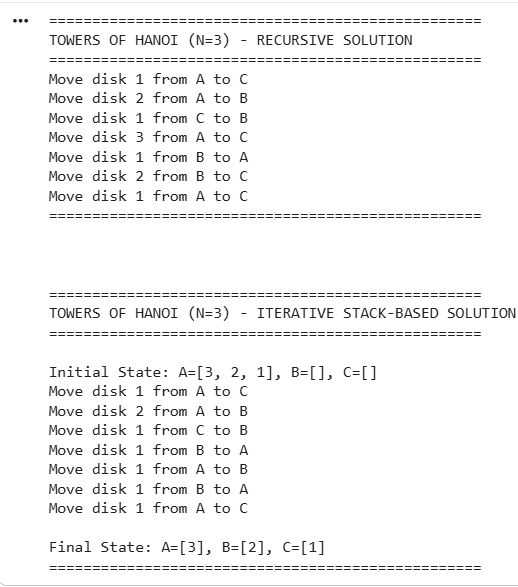 ==================================================
TOWERS OF HANOI (N=3) - RECURSIVE SOLUTION
==================================================
Move disk 1 from A to C
Move disk 2 from A to B
Move disk 1 from C to B
Move disk 3 from A to C
Move disk 1 from B to A
Move disk 2 from B to C
Move disk 1 from A to C
==================================================
==================================================
TOWERS OF HANOI (N=3) - ITERATIVE STACK-BASED SOLUTION
==================================================
Initial State: A=[3, 2, 1], B=[], C=[]
Move disk 1 from A to C
Move disk 2 from A to B
Move disk 1 from C to B
Move disk 1 from B to A
Move disk 1 from A to B
Move disk 1 from B to A
Move disk 1 from A to C
Final State: A=[3], B=[2], C=[1]
==================================================